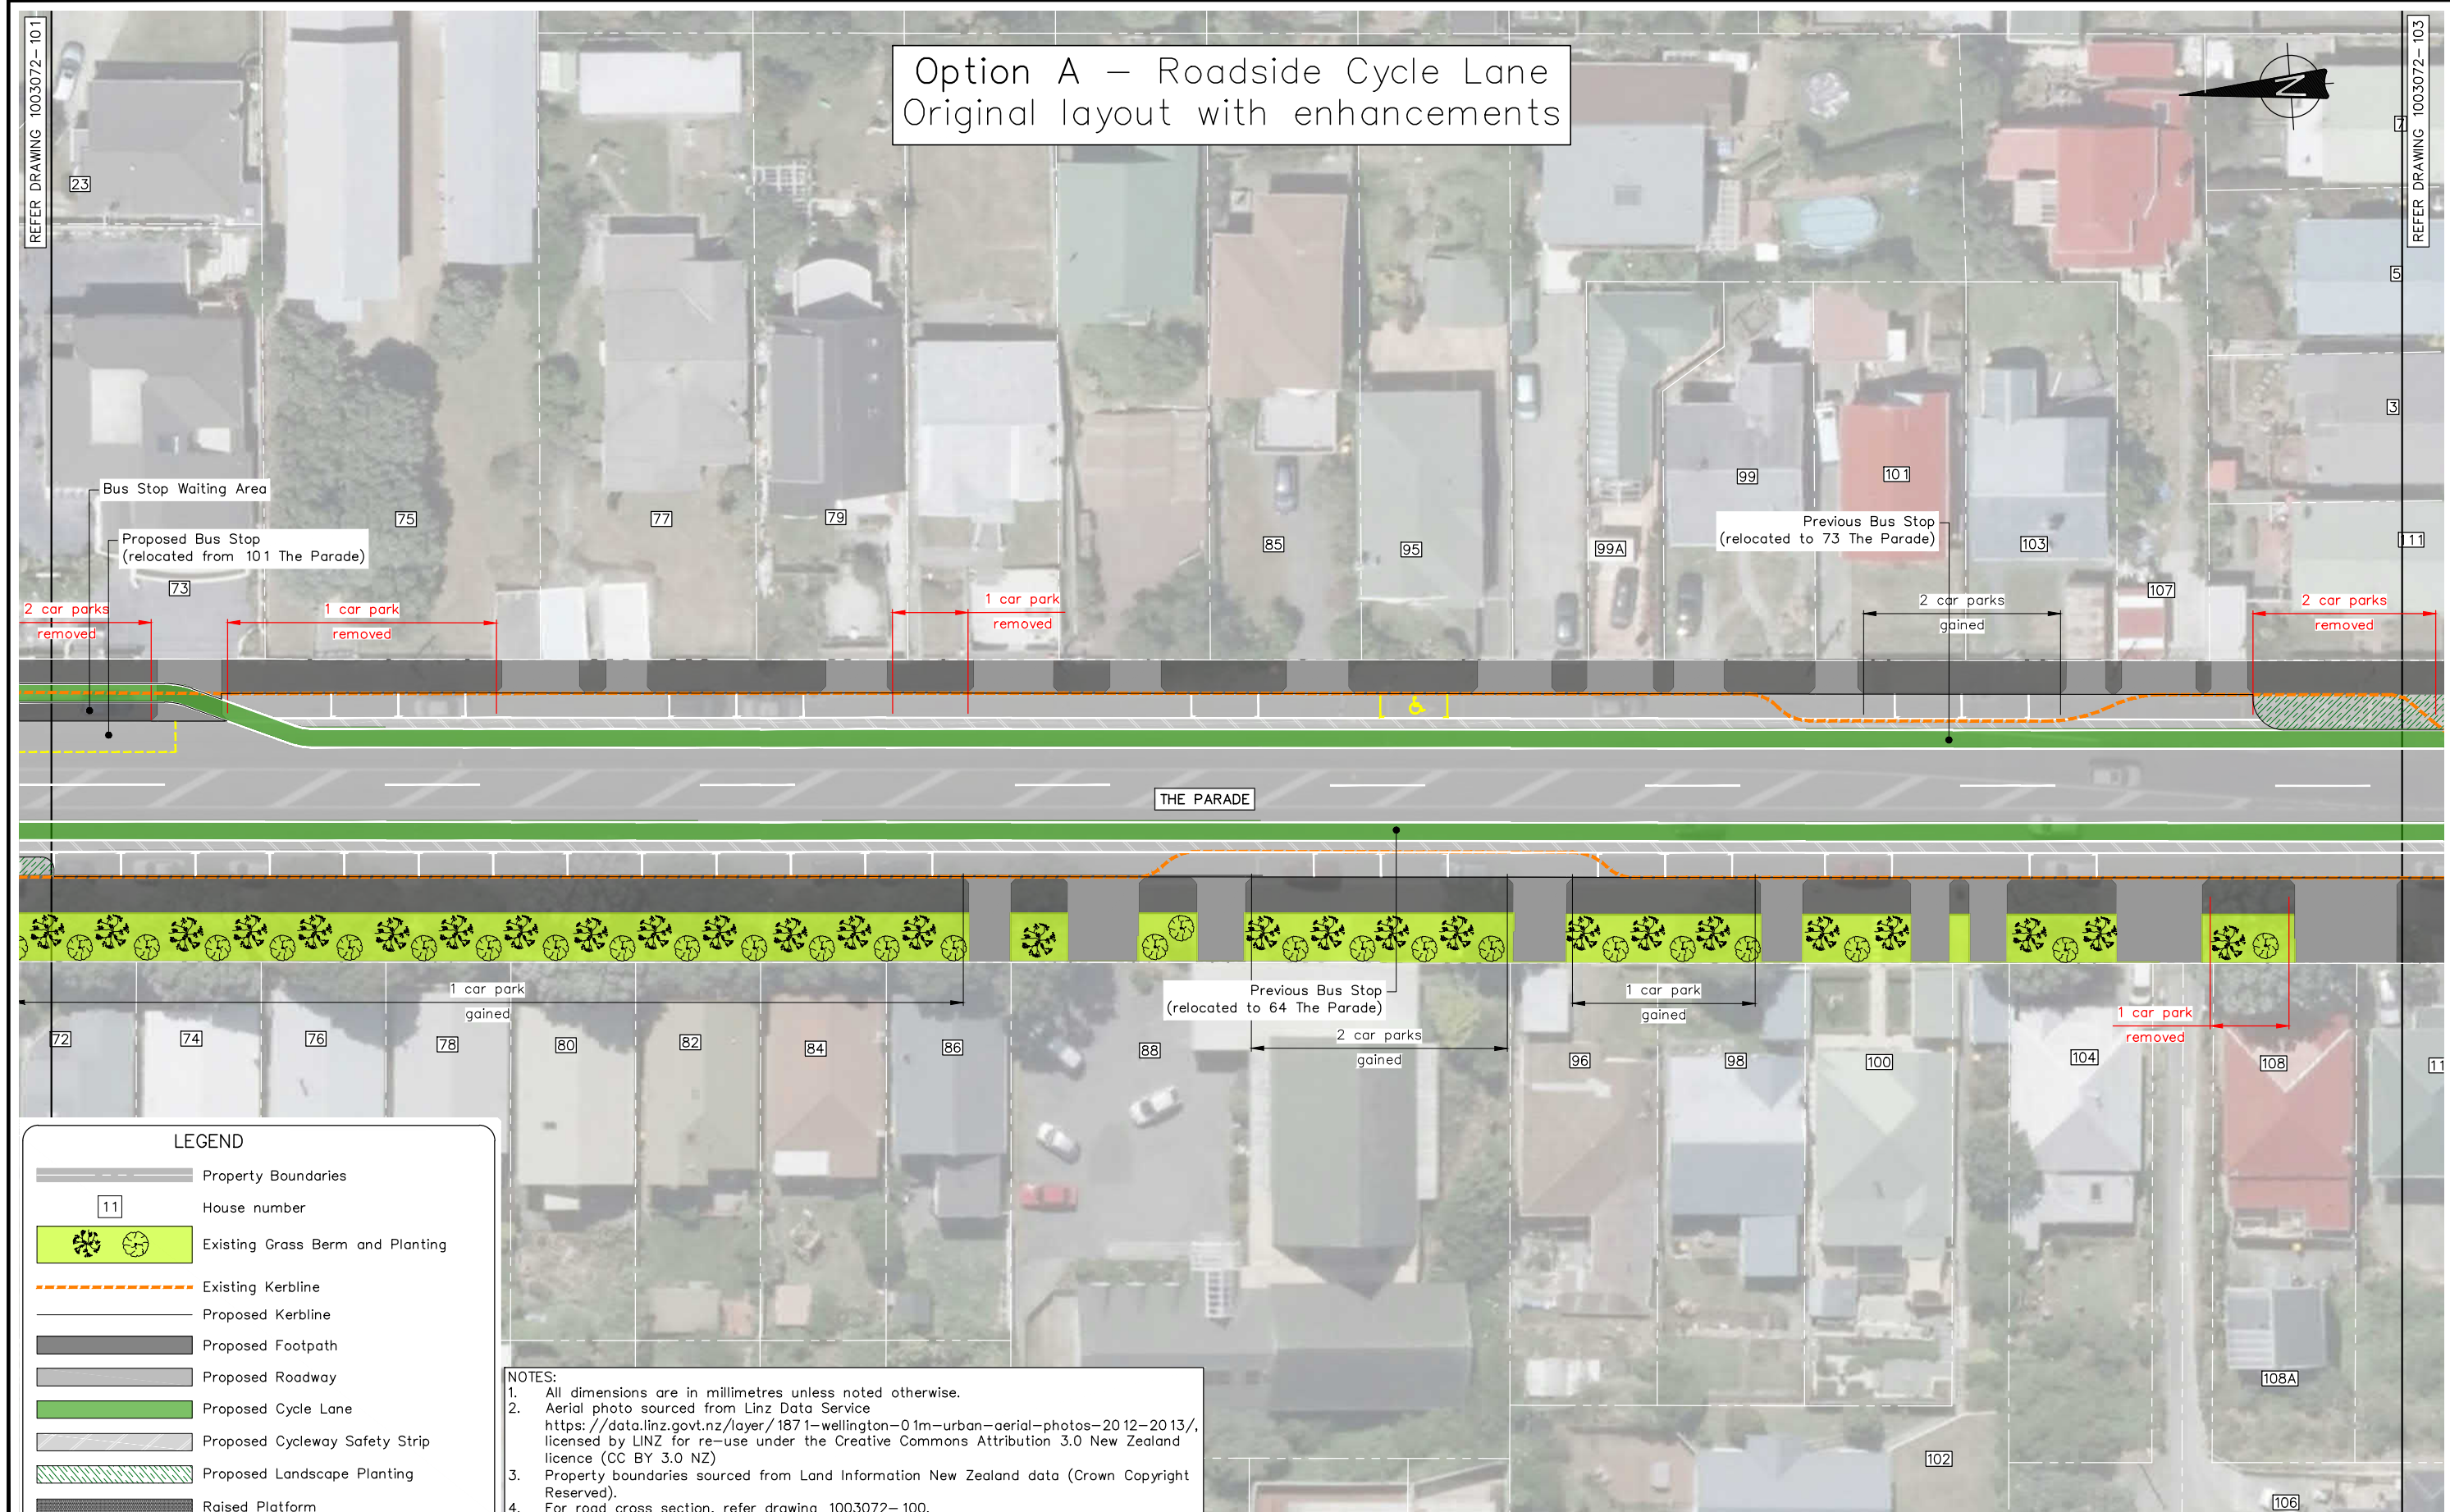 REFER DRAWING 1003072-101
REFER DRAWING 1003072-103
Option A – Roadside Cycle Lane
Original layout with enhancements
N
23
7
5
3
111
Bus Stop Waiting Area
Proposed Bus Stop
(relocated from 101 The Parade)
73
75
77
79
85
95
99A
99
101
103
107
Previous Bus Stop
(relocated to 73 The Parade)
2 car parks
removed
1 car park
removed
1 car park
removed
2 car parks
gained
2 car parks
removed
THE PARADE
1 car park
gained
Previous Bus Stop
(relocated to 64 The Parade)
2 car parks
gained
1 car park
gained
1 car park
removed
72
74
76
78
80
82
84
86
88
96
98
100
104
108
11
108A
102
106
LEGEND
Property Boundaries
11
House number
Existing Grass Berm and Planting
Existing Kerbline
Proposed Kerbline
Proposed Footpath
Proposed Roadway
Proposed Cycle Lane
Proposed Cycleway Safety Strip
Proposed Landscape Planting
Raised Platform
NOTES:
1. All dimensions are in millimetres unless noted otherwise.
2. Aerial photo sourced from Linz Data Service
https://data.linz.govt.nz/layer/1871-wellington-01m-urban-aerial-photos-2012-2013/,
licensed by LINZ for re-use under the Creative Commons Attribution 3.0 New Zealand
licence (CC BY 3.0 NZ)
3. Property boundaries sourced from Land Information New Zealand data (Crown Copyright
Reserved).
4. For road cross section, refer drawing 1003072-100.